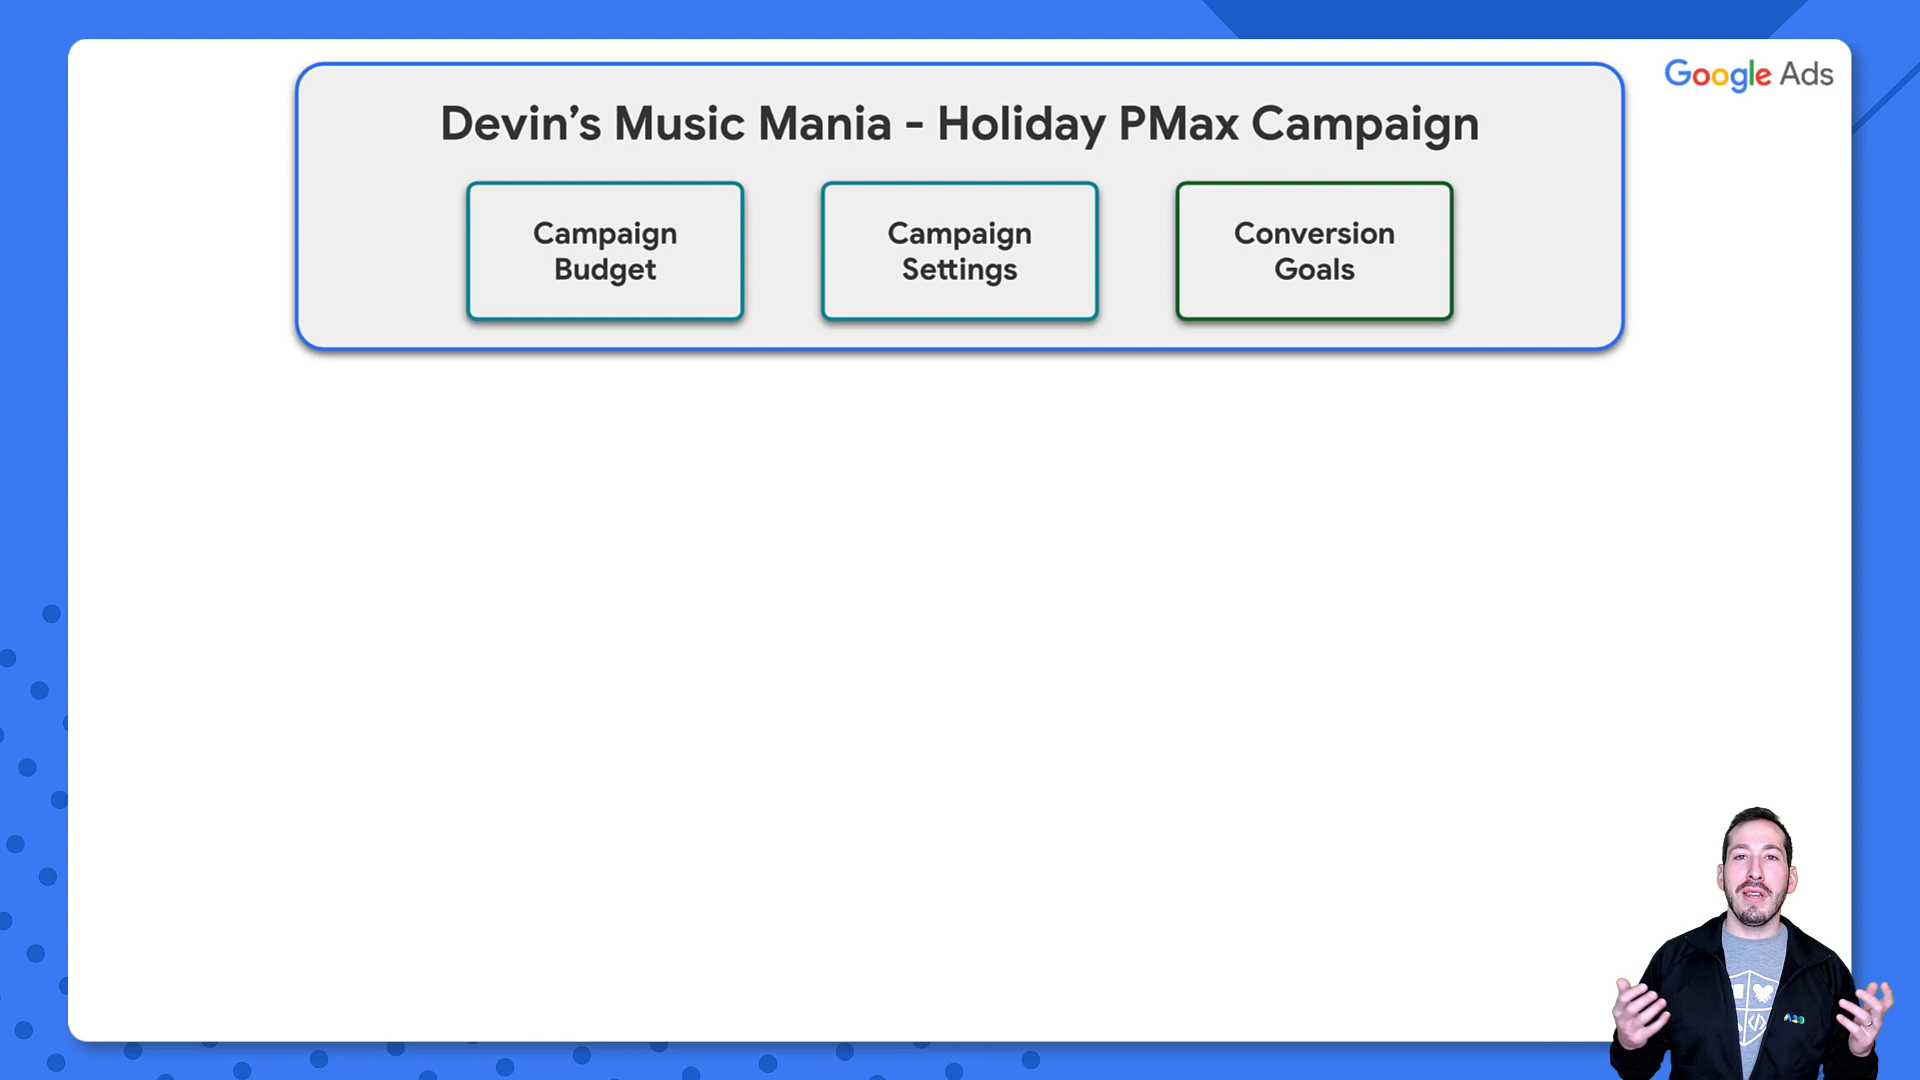 Google Ads
Devin’s Music Mania - Holiday PMax Campaign
Campaign
Budget
Campaign
Settings
Conversion
Goals